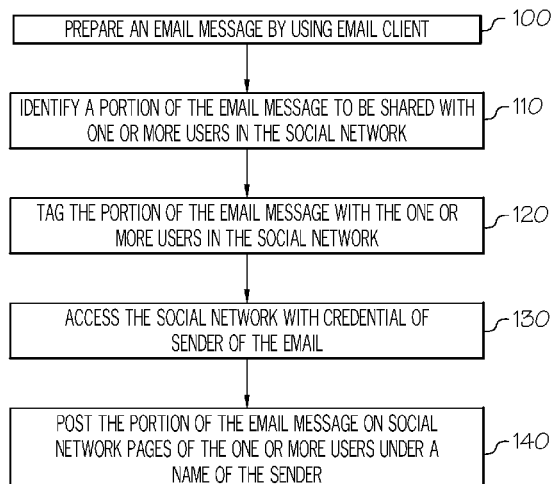 PREPARE AN EMAIL MESSAGE BY USING EMAIL CLIENT
100
IDENTIFY A PORTION OF THE EMAIL MESSAGE TO BE SHARED WITH
ONE OR MORE USERS IN THE SOCIAL NETWORK
110
TAG THE PORTION OF THE EMAIL MESSAGE WITH THE ONE OR
MORE USERS IN THE SOCIAL NETWORK
120
ACCESS THE SOCIAL NETWORK WITH CREDENTIAL OF
SENDER OF THE EMAIL
130
POST THE PORTION OF THE EMAIL MESSAGE ON SOCIAL
NETWORK PAGES OF THE ONE OR MORE USERS UNDER A
NAME OF THE SENDER
140